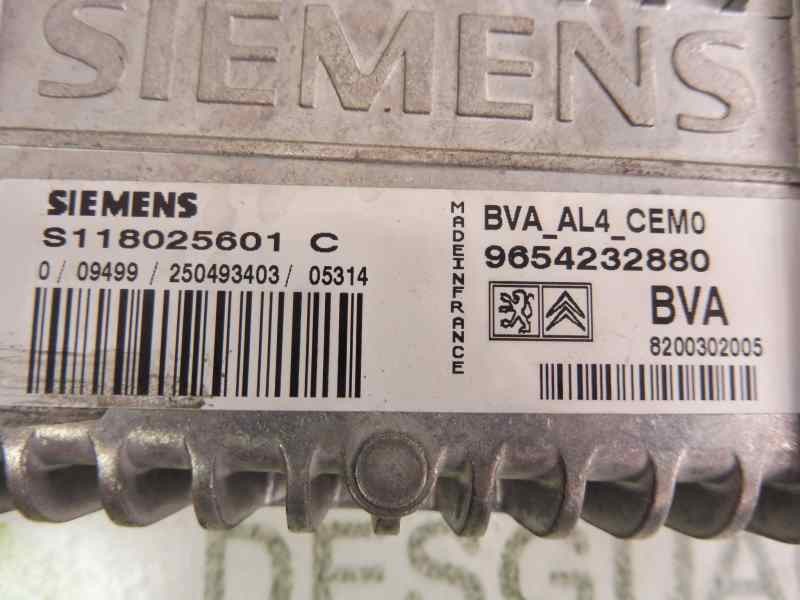 SIEMENS
SIEMENS
S118025601 C
0 / 09499 / 250493403 / 05314
MADEINFRANCE
BVA_AL4_CEM0
9654232880
BVA
8200302005
DESGUA